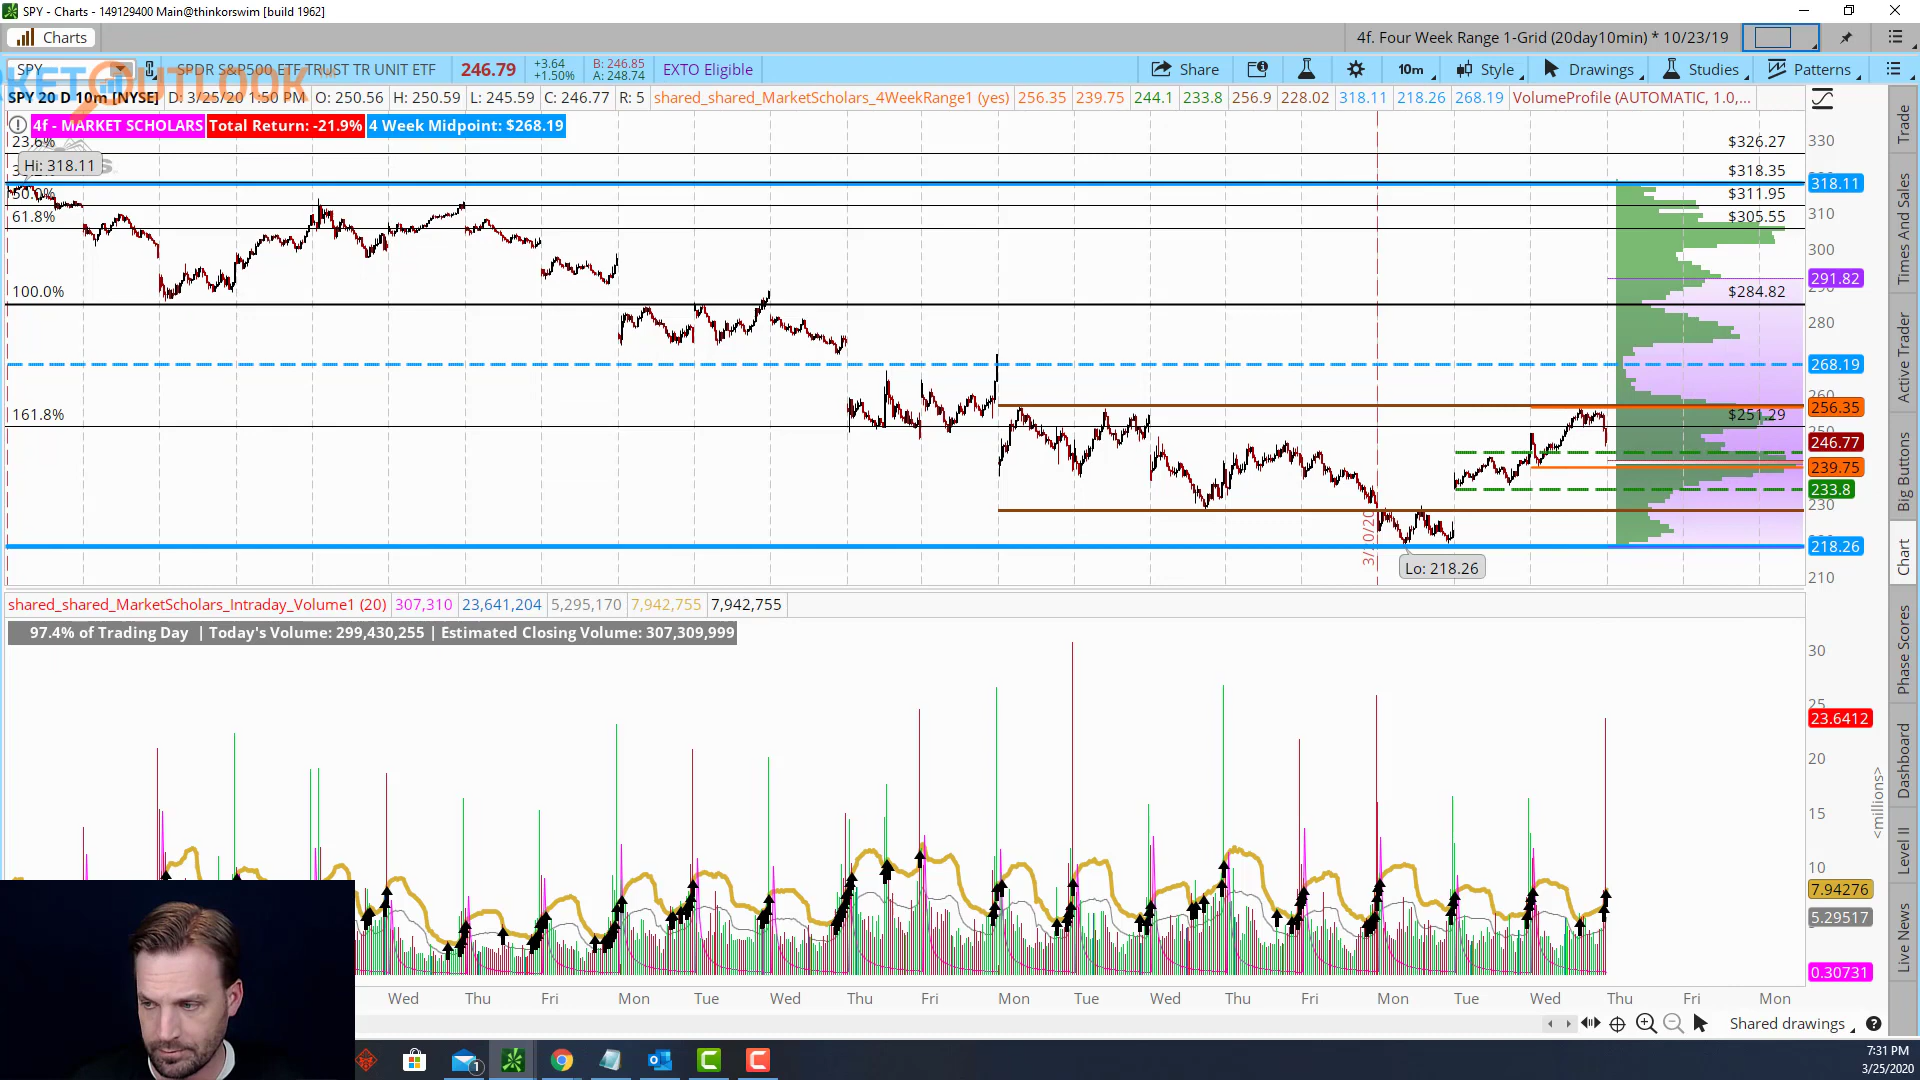 SPY - Charts - 149129400 Main@thinkorswim [build 1962]
Charts
4f. Four Week Range 1-Grid (20day10min) * 10/23/19
SPY
SPDR S&P500 ETF TRUST TR UNIT ETF
246.79
+3.64
+1.50%
B: 246.85
A: 248.74
EXTO Eligible
Share
10m
Style
Drawings
Studies
Patterns
KET OUTLOOK
SPY 20 D 10m [NYSE]
D: 3/25/20 1:50 PM
O: 250.56
H: 250.59
L: 245.59
C: 246.77
R: 5
shared_shared_MarketScholars_4WeekRange1 (yes)
256.35
239.75
244.1
233.8
256.9
228.02
318.11
218.26
268.19
VolumeProfile (AUTOMATIC, 1.0,...
4f - MARKET SCHOLARS
Total Return: -21.9%
4 Week Midpoint: $268.19
23.6%
Hi: 318.11
50.0%
61.8%
100.0%
161.8%
$326.27
$318.35
$311.95
$305.55
$284.82
$251.29
3/20/20
Lo: 218.26
330
318.11
310
300
291.82
280
268.19
260
256.35
246.77
239.75
233.8
230
218.26
210
shared_shared_MarketScholars_Intraday_Volume1 (20)
307,310
23,641,204
5,295,170
7,942,755
7,942,755
97.4% of Trading Day | Today's Volume: 299,430,255 | Estimated Closing Volume: 307,309,999
30
25
23.6412
20
15
10
7.94276
5.29517
0.30731
<millions>
Wed
Thu
Fri
Mon
Tue
Wed
Thu
Fri
Mon
Tue
Wed
Thu
Fri
Mon
Tue
Wed
Thu
Fri
Mon
Shared drawings
Trade
Times And Sales
Active Trader
Big Buttons
Chart
Phase Scores
Dashboard
Level II
Live News
1
7:31 PM
3/25/2020